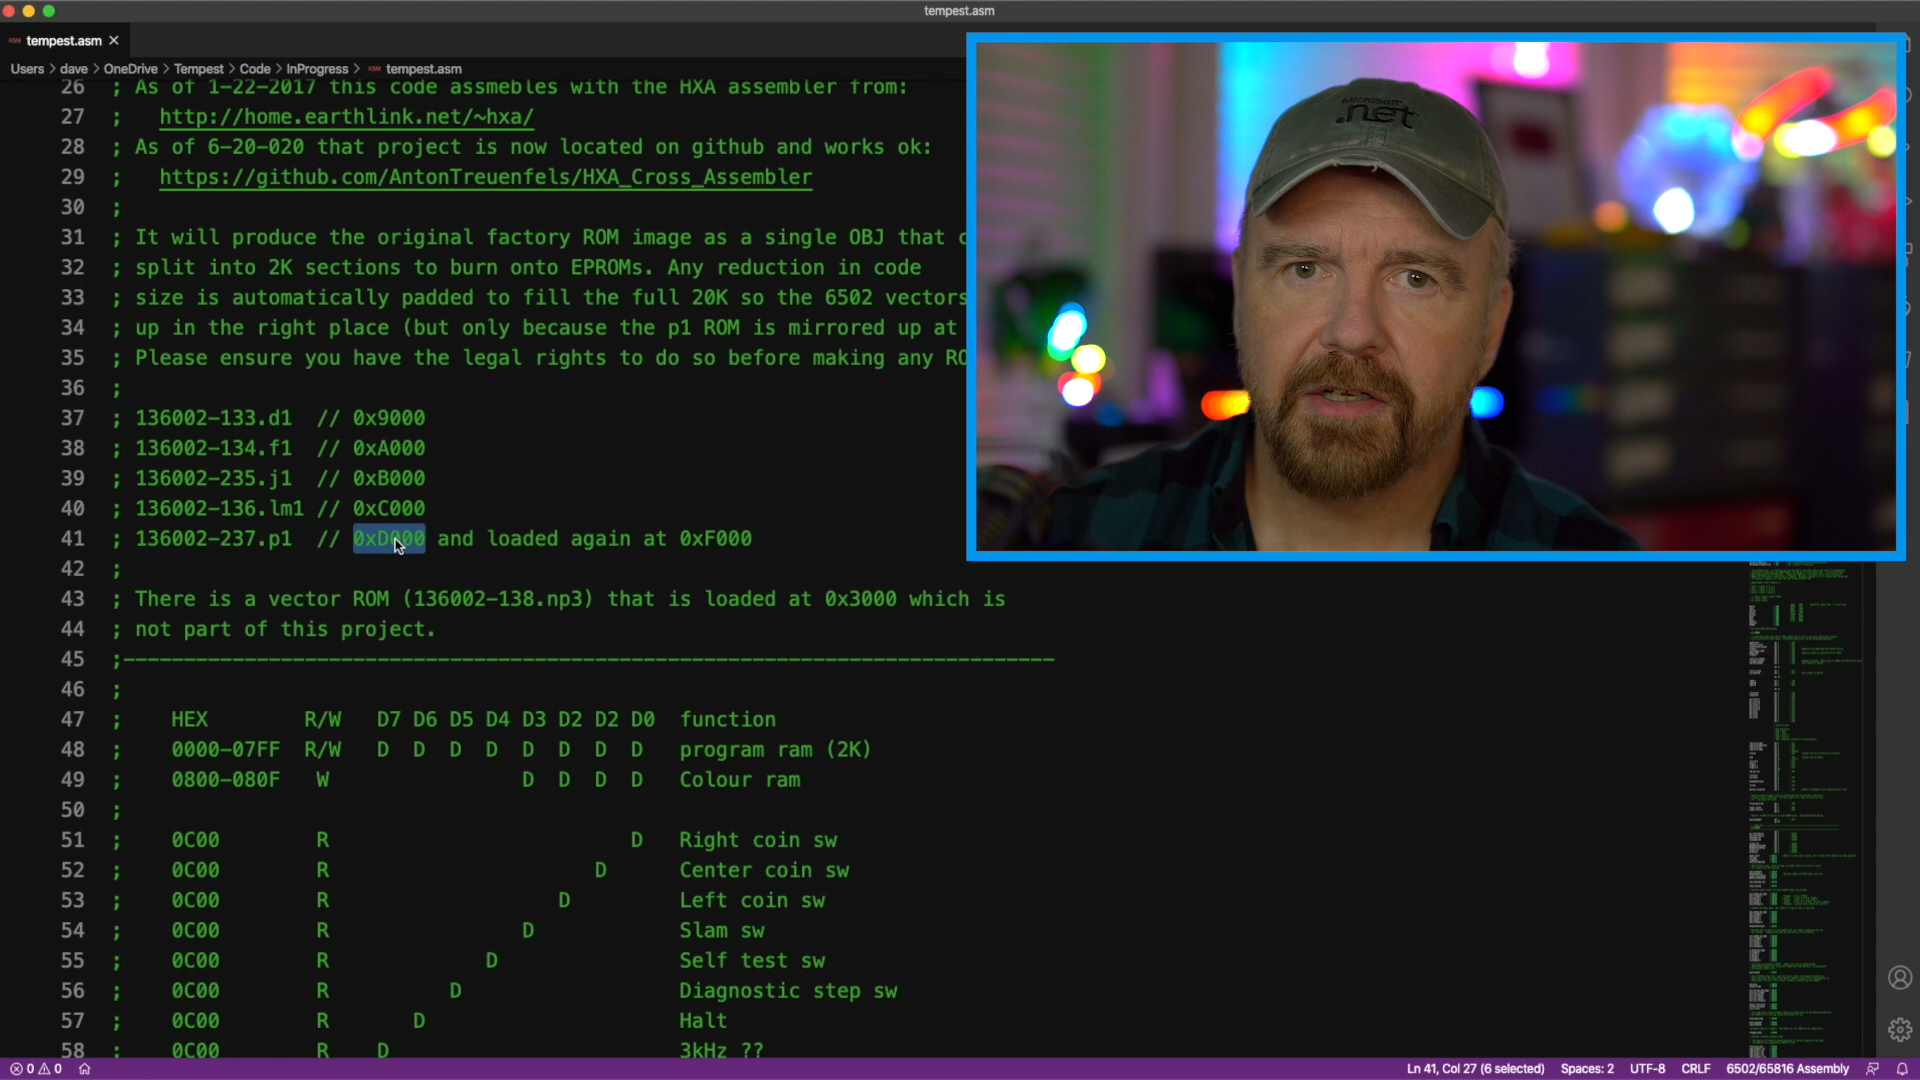 tempest.asm
ASM tempest.asm
Users > dave > OneDrive > Tempest > Code > InProgress > ASM tempest.asm
26 ; As of 1-22-2017 this code assmebles with the HXA assembler from:
27 ; http://home.earthlink.net/~hxa/
28 ; As of 6-20-020 that project is now located on github and works ok:
29 ; https://github.com/AntonTreuenfels/HXA_Cross_Assembler
30 ;
31 ; It will produce the original factory ROM image as a single OBJ that c
32 ; split into 2K sections to burn onto EPROMs. Any reduction in code
33 ; size is automatically padded to fill the full 20K so the 6502 vectors
34 ; up in the right place (but only because the p1 ROM is mirrored up at
35 ; Please ensure you have the legal rights to do so before making any RO
36 ;
37 ; 136002-133.d1 // 0x9000
38 ; 136002-134.f1 // 0xA000
39 ; 136002-235.j1 // 0xB000
40 ; 136002-136.lm1 // 0xC000
41 ; 136002-237.p1 // 0xD000 and loaded again at 0xF000
42 ;
43 ; There is a vector ROM (136002-138.np3) that is loaded at 0x3000 which is
44 ; not part of this project.
45 ;-----------------------------------------------------------------------------
46 ;
47 ; HEX R/W D7 D6 D5 D4 D3 D2 D2 D0 function
48 ; 0000-07FF R/W D D D D D D D D program ram (2K)
49 ; 0800-080F W D D D D Colour ram
50 ;
51 ; 0C00 R D Right coin sw
52 ; 0C00 R D Center coin sw
53 ; 0C00 R D Left coin sw
54 ; 0C00 R D Slam sw
55 ; 0C00 R D Self test sw
56 ; 0C00 R D Diagnostic step sw
57 ; 0C00 R D Halt
58 ; 0C00 R D 3kHz ??
Microsoft
.net
0 0 Ln 41, Col 27 (6 selected) Spaces: 2 UTF-8 CRLF 6502/65816 Assembly